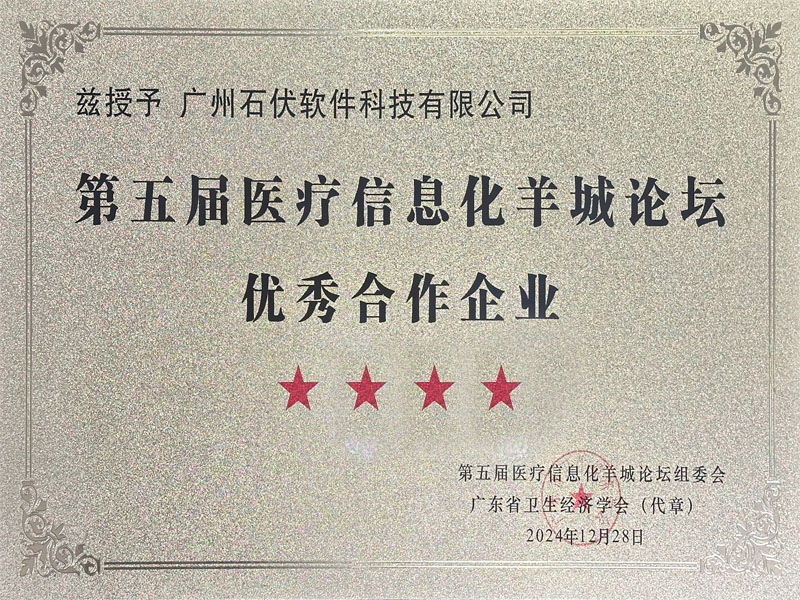 兹授予 广州石伏软件科技有限公司
第五届医疗信息化羊城论坛
优秀合作企业
第五届医疗信息化羊城论坛组委会
广东省卫生经济学会（代章）
2024年12月28日